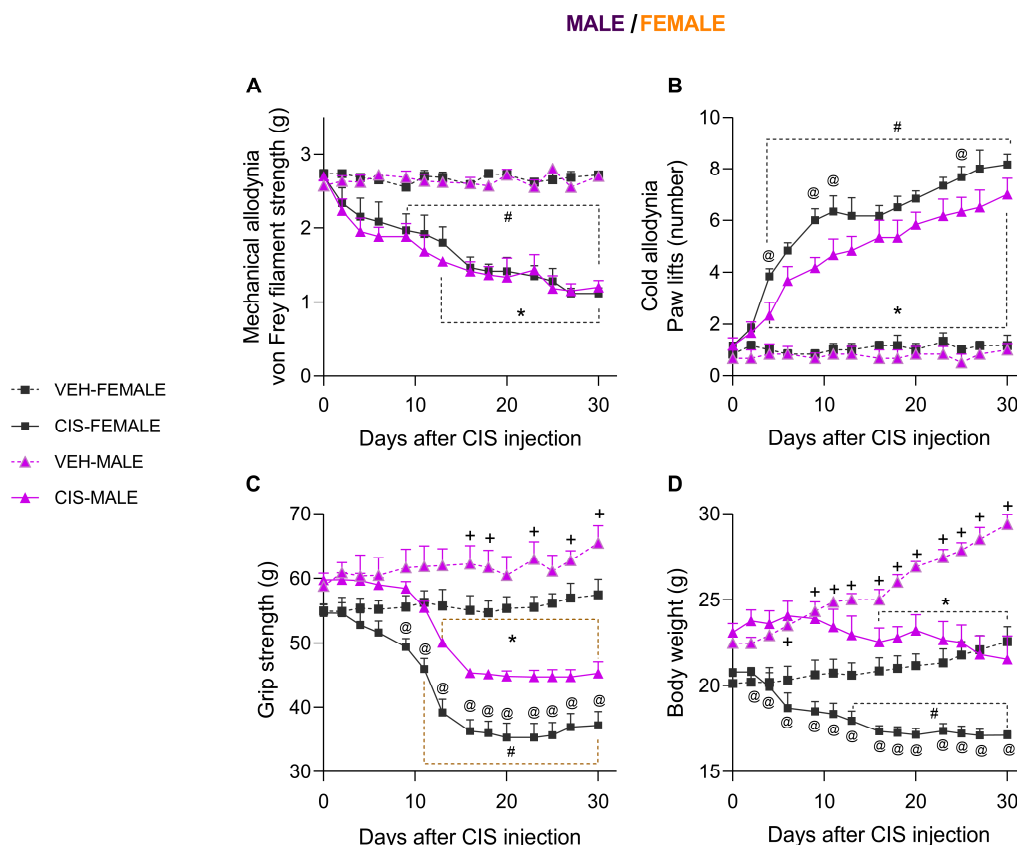 MALE / FEMALE
A
Mechanical allodynia
von Frey filament strength (g)
3
2
1
0
#
*
0 10 20 30
Days after CIS injection
B
Cold allodynia
Paw lifts (number)
10
8
6
4
2
0
#
@ @ @ @
*
0 10 20 30
Days after CIS injection
VEH-FEMALE
CIS-FEMALE
VEH-MALE
CIS-MALE
C
Grip strength (g)
70
60
50
40
30
+ + + + +
*
@ @ @ @ @ @ @ @ @ @
#
0 10 20 30
Days after CIS injection
D
Body weight (g)
30
25
20
15
+ + + + + + + + + + + +
*
#
@ @ @ @ @ @ @ @ @ @ @ @ @
0 10 20 30
Days after CIS injection